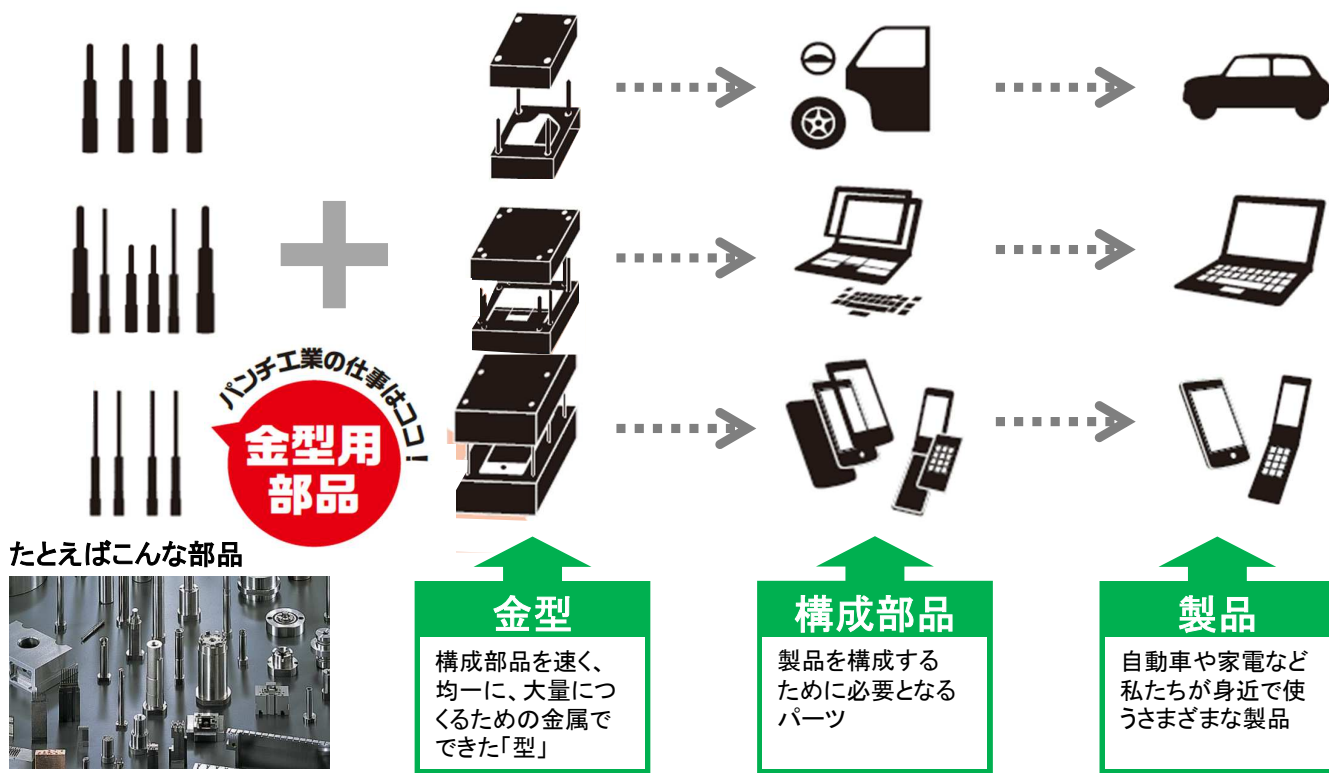 パンチ工業の仕事はココ!
金型用
部品
たとえばこんな部品
金型
構成部品を速く、
均一に、大量につ
くるための金属で
できた「型」
構成部品
製品を構成する
ために必要となる
パーツ
製品
自動車や家電など
私たちが身近で使
うさまざまな製品